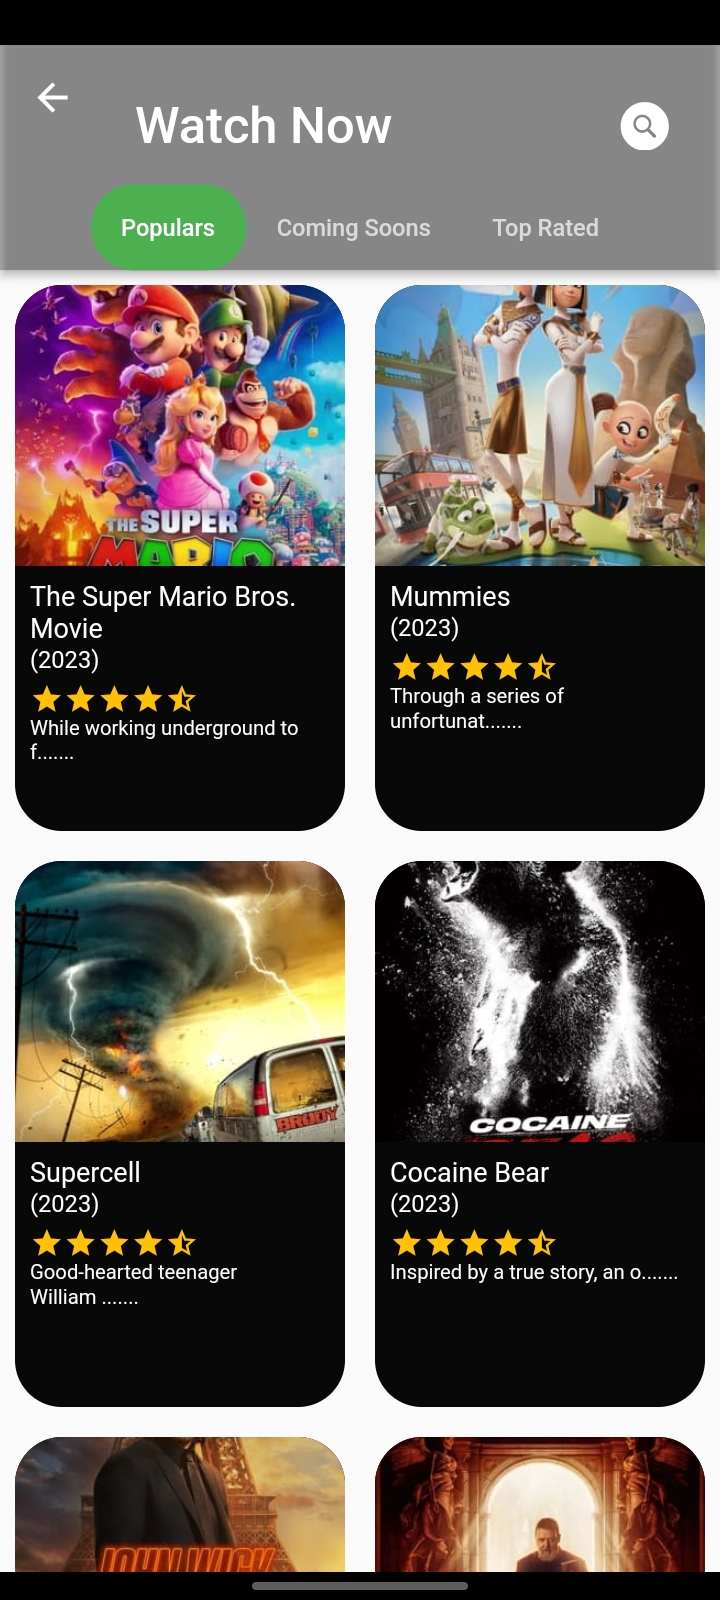 Watch Now
Populars
Coming Soons
Top Rated
THE SUPER
MARIO
The Super Mario Bros.
Movie
(2023)
While working underground to
f.......
Mummies
(2023)
Through a series of
unfortunat.......
BRODY
Supercell
(2023)
Good-hearted teenager
William .......
COCAINE
Cocaine Bear
(2023)
Inspired by a true story, an o.......
JOHN WICK